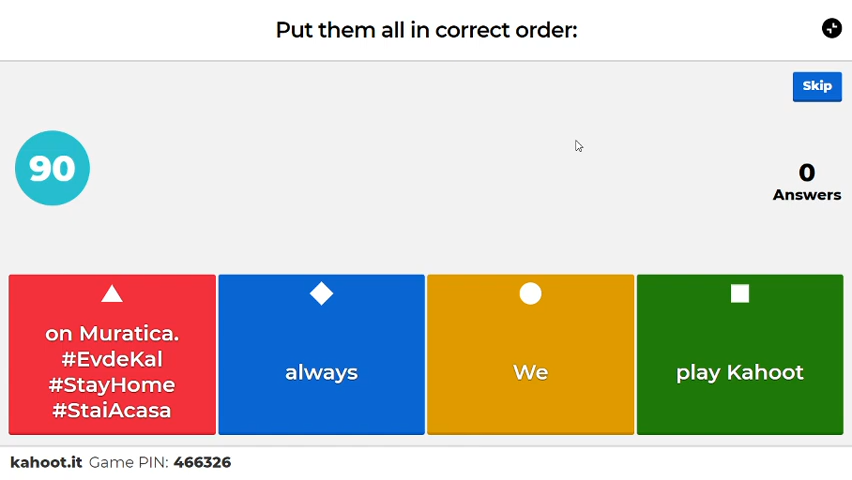 Put them all in correct order:
Skip
90
0
Answers
on Muratica.
#EvdeKal
#StayHome
#StaiAcasa
always
We
play Kahoot
kahoot.it Game PIN: 466326